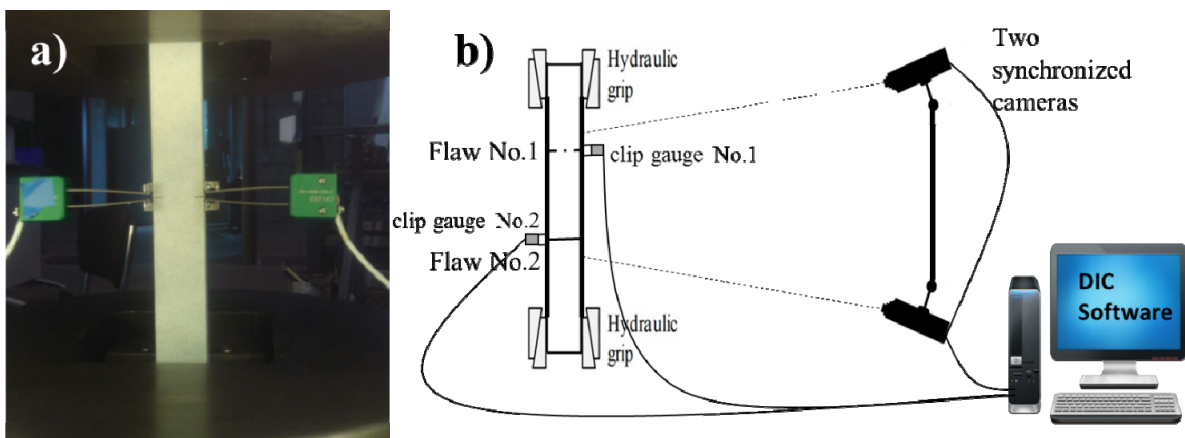 a)
b)
Hydraulic
grip
Two
synchronized
cameras
Flaw No.1
clip gauge No.1
clip gauge No.2
Flaw No.2
Hydraulic
grip
DIC
Software